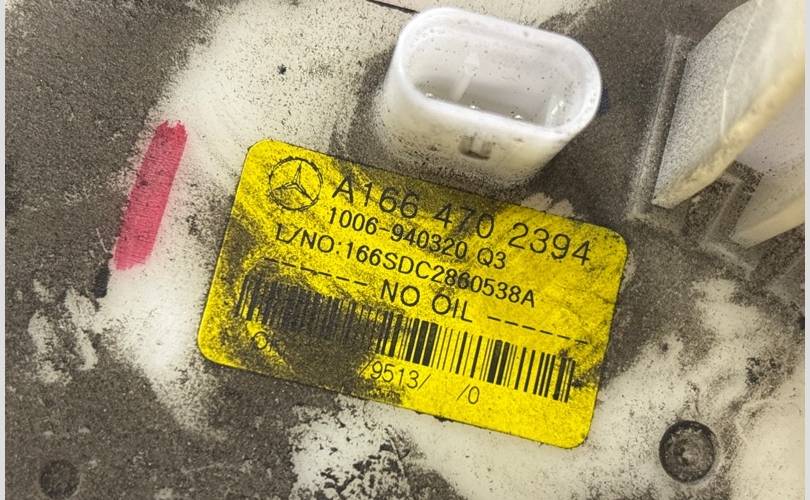 A166 470 2394
1006-940320 Q3
L/NO:166SDC2860538A
------- NO OIL -------
9513/ /0